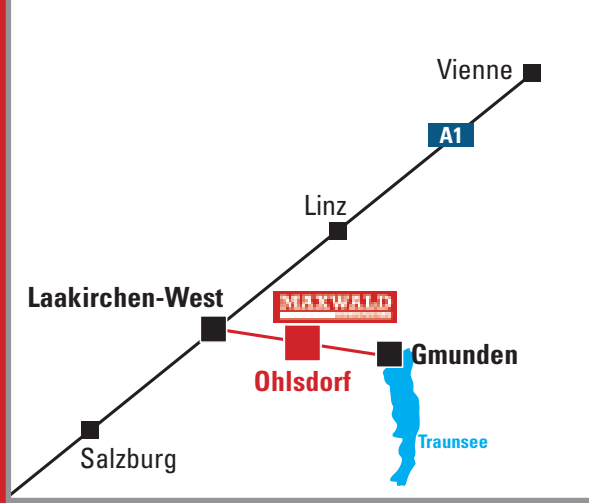 Vienne
A1
Linz
Laakirchen-West
MAXWALD
Gmunden
Ohlsdorf
Traunsee
Salzburg